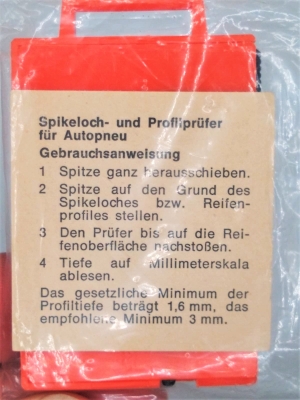 Spikeloch- und Profilprüfer
für Autopneu
Gebrauchsanweisung
1 Spitze ganz herausschieben.
2 Spitze auf den Grund des
Spikeloches bzw. Reifen-
profiles stellen.
3 Den Prüfer bis auf die Rei-
fenoberfläche nachstoßen.
4 Tiefe auf Millimeterskala
ablesen.
Das gesetzliche Minimum der
Profiltiefe beträgt 1,6 mm, das
empfohlene Minimum 3 mm.